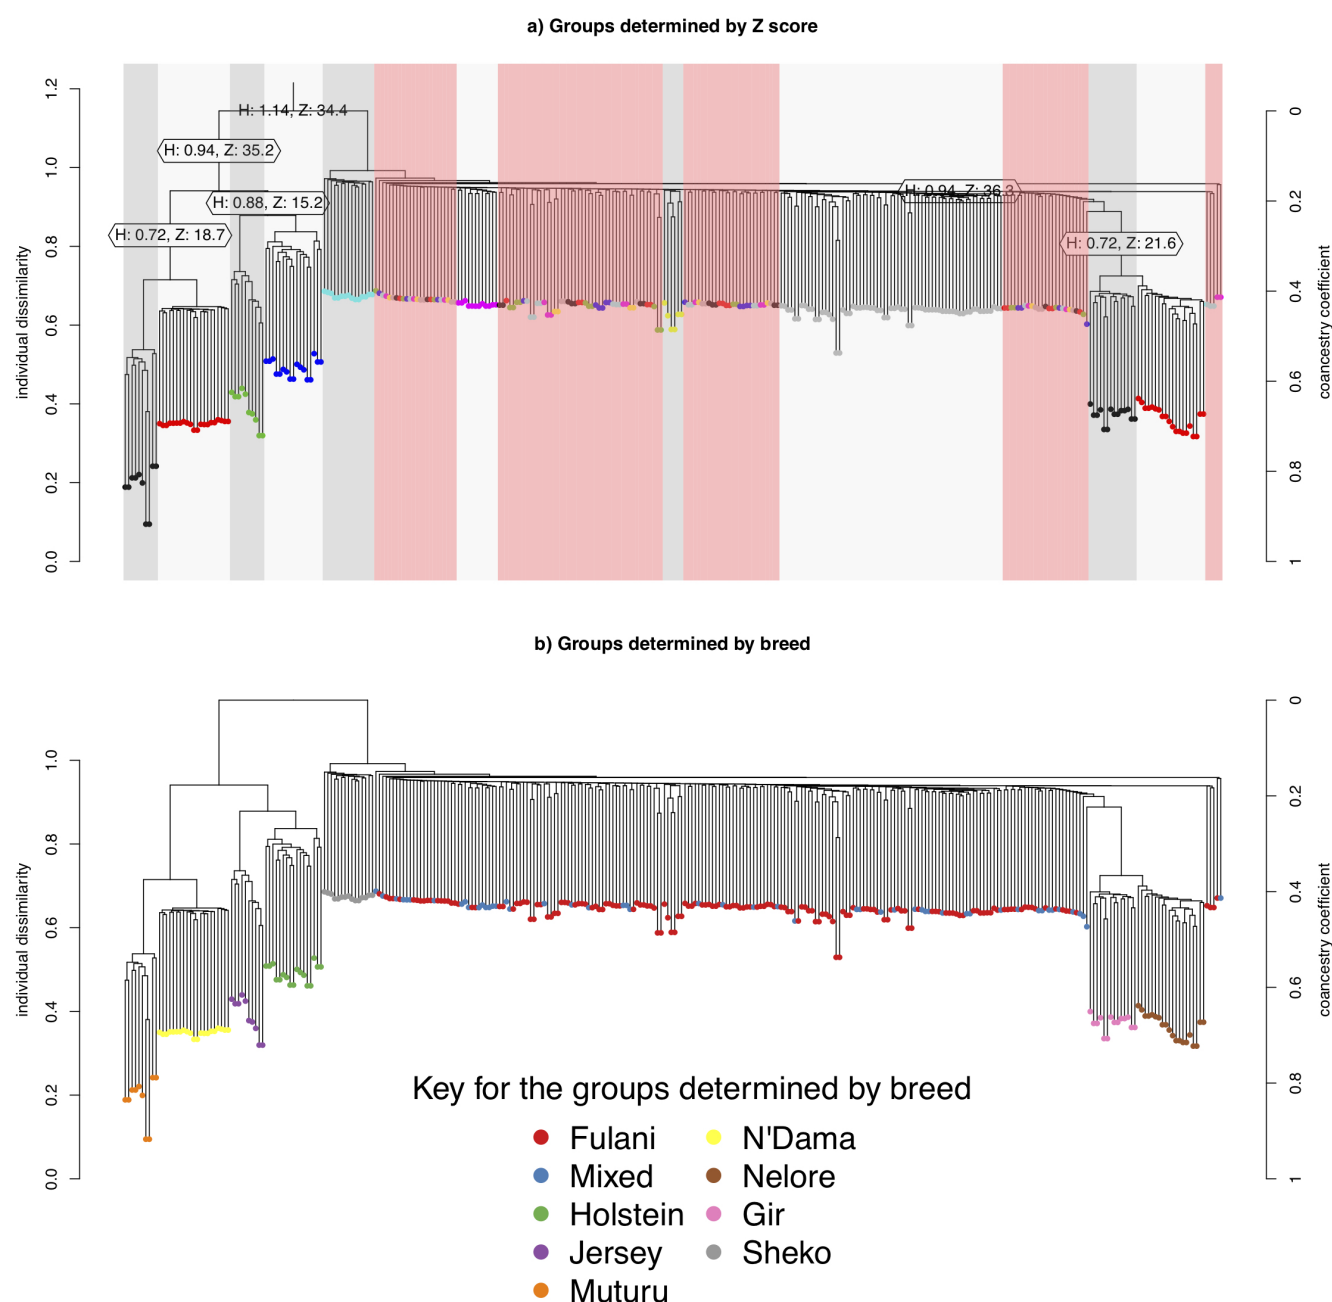 a) Groups determined by Z score
individual dissimilarity
0.0 0.2 0.4 0.6 0.8 1.0 1.2
H: 1.14, Z: 34.4
H: 0.94, Z: 35.2
H: 0.88, Z: 15.2
H: 0.72, Z: 18.7
H: 0.94, Z: 36.3
H: 0.72, Z: 21.6
0 0.2 0.4 0.6 0.8 1
coancestry coefficient
b) Groups determined by breed
individual dissimilarity
0.0 0.2 0.4 0.6 0.8 1.0
0 0.2 0.4 0.6 0.8 1
coancestry coefficient
Key for the groups determined by breed
Fulani
Mixed
Holstein
Jersey
Muturu
N'Dama
Nelore
Gir
Sheko